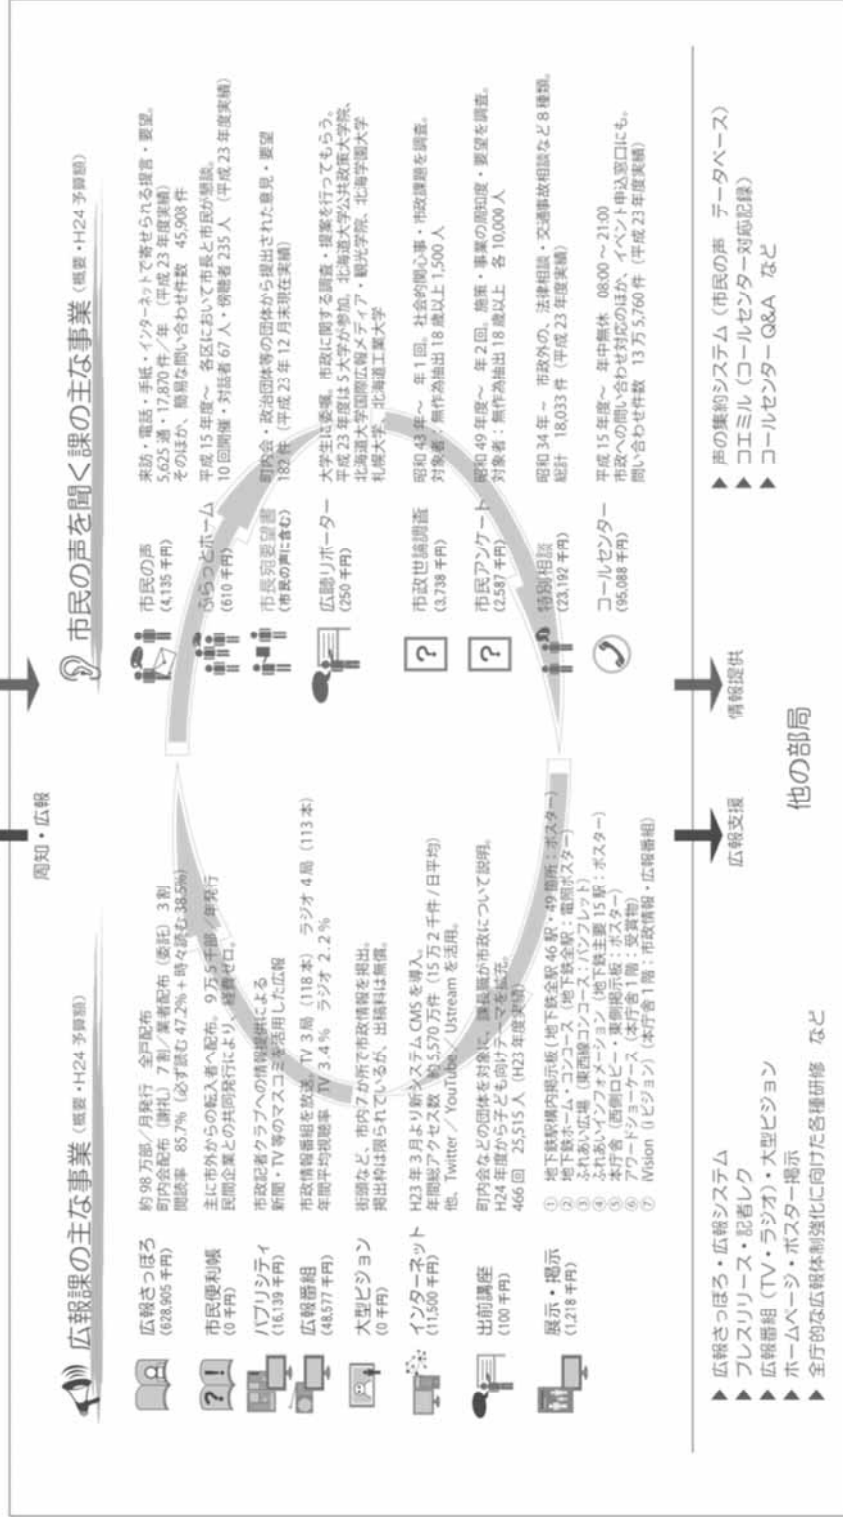 周知・広報
広報課の主な事業(概要・H24 予算額)
広報さっぽろ
(628,905 千円)
約 98 万部/月発行 全戸配布
町内会配布(謝礼)7 割/業者配布(委託)3 割
閲読率 85.7%(必ず読む 47.2%+時々読む 38.5%)
市民便利帳
(0 千円)
主に市外からの転入者へ配布。 9万5千部/年発行
民間企業との共同発行により、経費ゼロ。
パブリシティ
(16,139 千円)
市政記者クラブへの情報提供による
新聞・TV 等のマスコミを活用した広報
広報番組
(48,577 千円)
市政情報番組を放送。TV 3 局(118 本) ラジオ 4 局(113 本)
年間平均視聴率 TV 3.4% ラジオ 2.2%
大型ビジョン
(0 千円)
街頭など、市内7か所で市政情報を掲出。
掲出枠は限られているが、出稿料は無償。
インターネット
(11,500 千円)
H23 年 3 月より新システム CMS を導入。
年間総アクセス数 約 5,570 万件(15 万 2 千件/日平均)
他、Twitter/YouTube/Ustream を活用。
出前講座
(100 千円)
町内会などの団体を対象に、課長職が市政について説明。
H24 年度から子ども向けテーマを拡充。
466 回 25,515 人(H23 年度実績)
展示・掲示
(1,218 千円)
① 地下鉄駅構内掲示板(地下鉄全駅 46 駅・49 箇所:ポスター)
② 地下鉄ホーム・コンコース(地下鉄全駅:電照ポスター)
③ ふれあい広場(東西線コンコース:パンフレット)
④ ふれあいインフォメーション(地下鉄主要 15 駅:ポスター)
⑤ 本庁舎(西側ロビー・東側掲示板:ポスター)
⑥ アワードショーケース(本庁舎 1 階:受賞物)
⑦ iVision(i ビジョン)(本庁舎 1 階:市政情報・広報番組)
市民の声を聞く課の主な事業(概要・H24 予算額)
市民の声
(4,135 千円)
来訪・電話・手紙・インターネットで寄せられる提言・要望。
5,625 通・17,870 件/年(平成 23 年度実績)
そのほか、簡易な問い合わせ件数 45,908 件
ふらっとホーム
(610 千円)
平成 15 年度~ 各区において市長と市民が懇談。
10 回開催・対話者 67 人・傍聴者 235 人(平成 23 年度実績)
市長宛要望書
(市民の声に含む)
町内会・政治団体等の団体から提出された意見・要望
182 件(平成 23 年 12 月末現在実績)
広聴リポーター
(250 千円)
大学生に委嘱。市政に関する調査・提案を行ってもらう。
平成 23 年度は 5 大学が参加。北海道大学公共政策大学院、
北海道大学国際広報メディア・観光学院、北海学園大学
札幌大学、北海道工業大学
市政世論調査
(3,738 千円)
昭和 43 年~ 年 1 回。社会的関心事・市政課題を調査。
対象者:無作為抽出 18 歳以上 1,500 人
市民アンケート
(2,587 千円)
昭和 49 年度~ 年 2 回。施策・事業の周知度・要望を調査。
対象者:無作為抽出 18 歳以上 各 10,000 人
特別相談
(23,192 千円)
昭和 34 年~ 市政外の、法律相談・交通事故相談など 8 種類。
総計 18,033 件(平成 23 年度実績)
コールセンター
(95,088 千円)
平成 15 年度~ 年中無休 08:00~21:00
市政への問い合わせ対応のほか、イベント申込窓口にも。
問い合わせ件数 13 万 5,760 件(平成 23 年度実績)
広報支援
情報提供
▶ 広報さっぽろ・広報システム
▶ プレスリリース・記者レク
▶ 広報番組(TV・ラジオ)・大型ビジョン
▶ ホームページ・ポスター掲示
▶ 全庁的な広報体制強化に向けた各種研修 など
他の部局
▶ 声の集約システム(市民の声 データベース)
▶ コエミル(コールセンター対応記録)
▶ コールセンター Q&A など